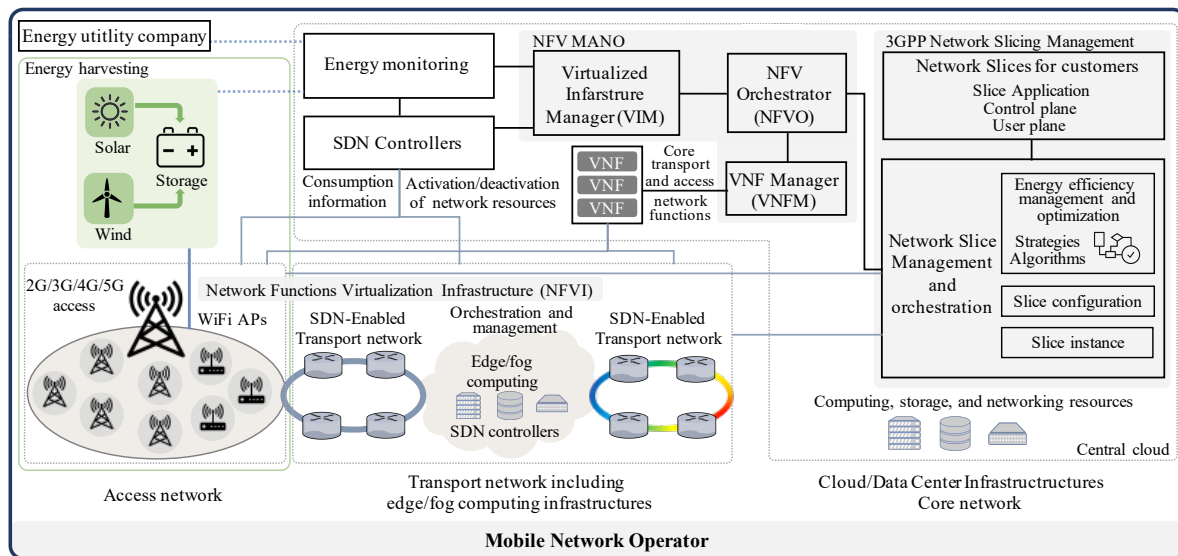 Energy utitlity company
Energy harvesting
Solar
Storage
Wind
Energy monitoring
SDN Controllers
Consumption
information
Activation/deactivation
of network resources
NFV MANO
Virtualized
Infarstrure
Manager (VIM)
NFV
Orchestrator
(NFVO)
VNF
VNF
VNF
Core
transport
and access
network
functions
VNF Manager
(VNFM)
3GPP Network Slicing Management
Network Slices for customers
Slice Application
Control plane
User plane
Network Slice
Management
and
orchestration
Energy efficiency
management and
optimization
Strategies
Algorithms
Slice configuration
Slice instance
2G/3G/4G/5G
access
WiFi APs
Network Functions Virtualization Infrastructure (NFVI)
SDN-Enabled
Transport network
Orchestration and
management
Edge/fog
computing
SDN controllers
SDN-Enabled
Transport network
Computing, storage, and networking resources
Central cloud
Access network
Transport network including
edge/fog computing infrastructures
Cloud/Data Center Infrastructructures
Core network
Mobile Network Operator